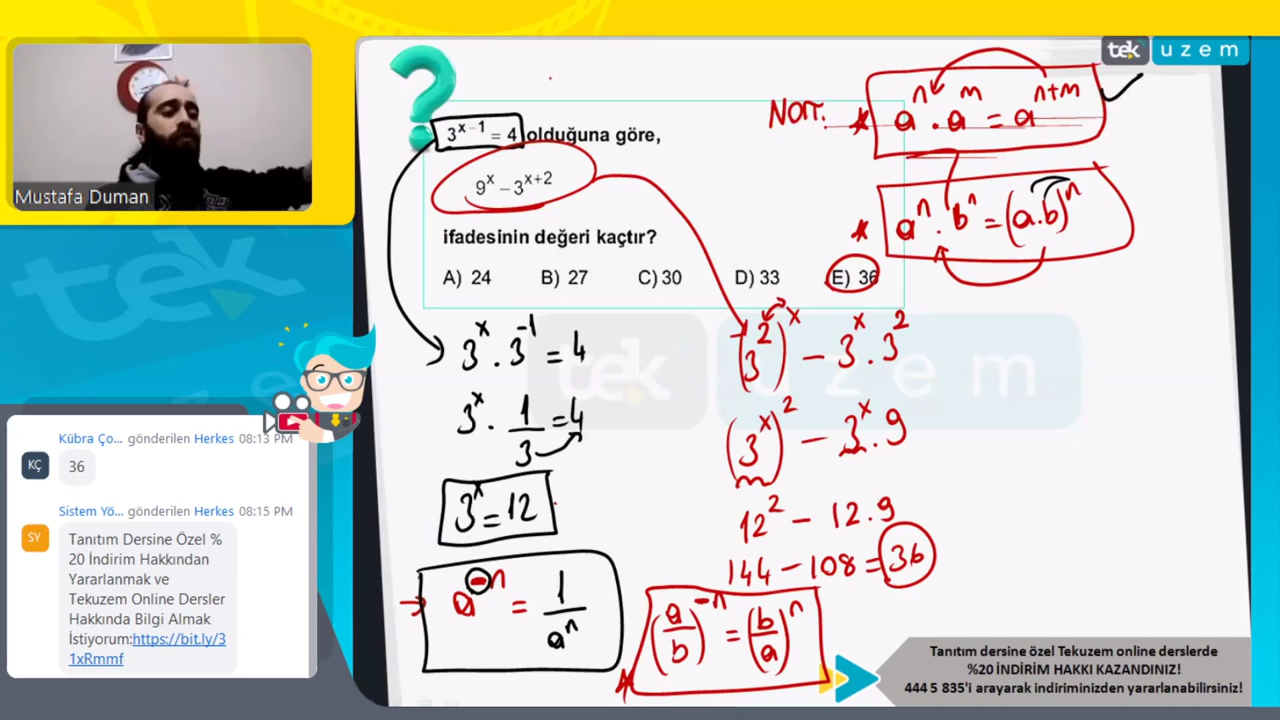 tek uzem
Mustafa Duman
3^{x-1} = 4 olduğuna göre,
9^x − 3^{x+2}
ifadesinin değeri kaçtır?
A) 24 B) 27 C) 30 D) 33 E) 36
Not:
* a^n . a^m = a^{n+m}
* a^n . b^n = (a.b)^n
3^x . 3^{-1} = 4
3^x . 1/3 = 4
3^x = 12
a^{-n} = 1/a^n
(3^2)^x − 3^x . 3^2
(3^x)^2 − 3^x . 9
12^2 − 12.9
144 − 108 = 36
(a/b)^{-n} = (b/a)^n
tek uzem
Kübra Ço... gönderilen Herkes 08:13 PM
KÇ
36
Sistem Yö... gönderilen Herkes 08:15 PM
SY
Tanıtım Dersine Özel %
20 İndirim Hakkından
Yararlanmak ve
Tekuzem Online Dersler
Hakkında Bilgi Almak
İstiyorum:https://bit.ly/3
1xRmmf
Tanıtım dersine özel Tekuzem online derslerde
%20 İNDİRİM HAKKI KAZANDINIZ!
444 5 835'i arayarak indiriminizden yararlanabilirsiniz!